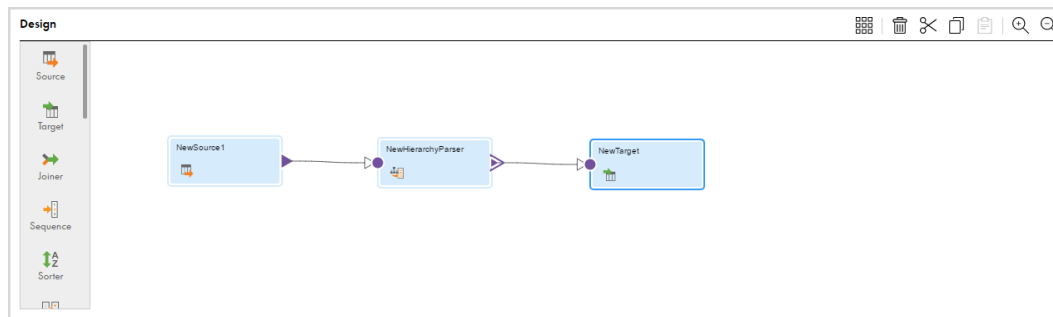 Design
Source
Target
Joiner
Sequence
Sorter
NewSource1
NewHierarchyParser
NewTarget